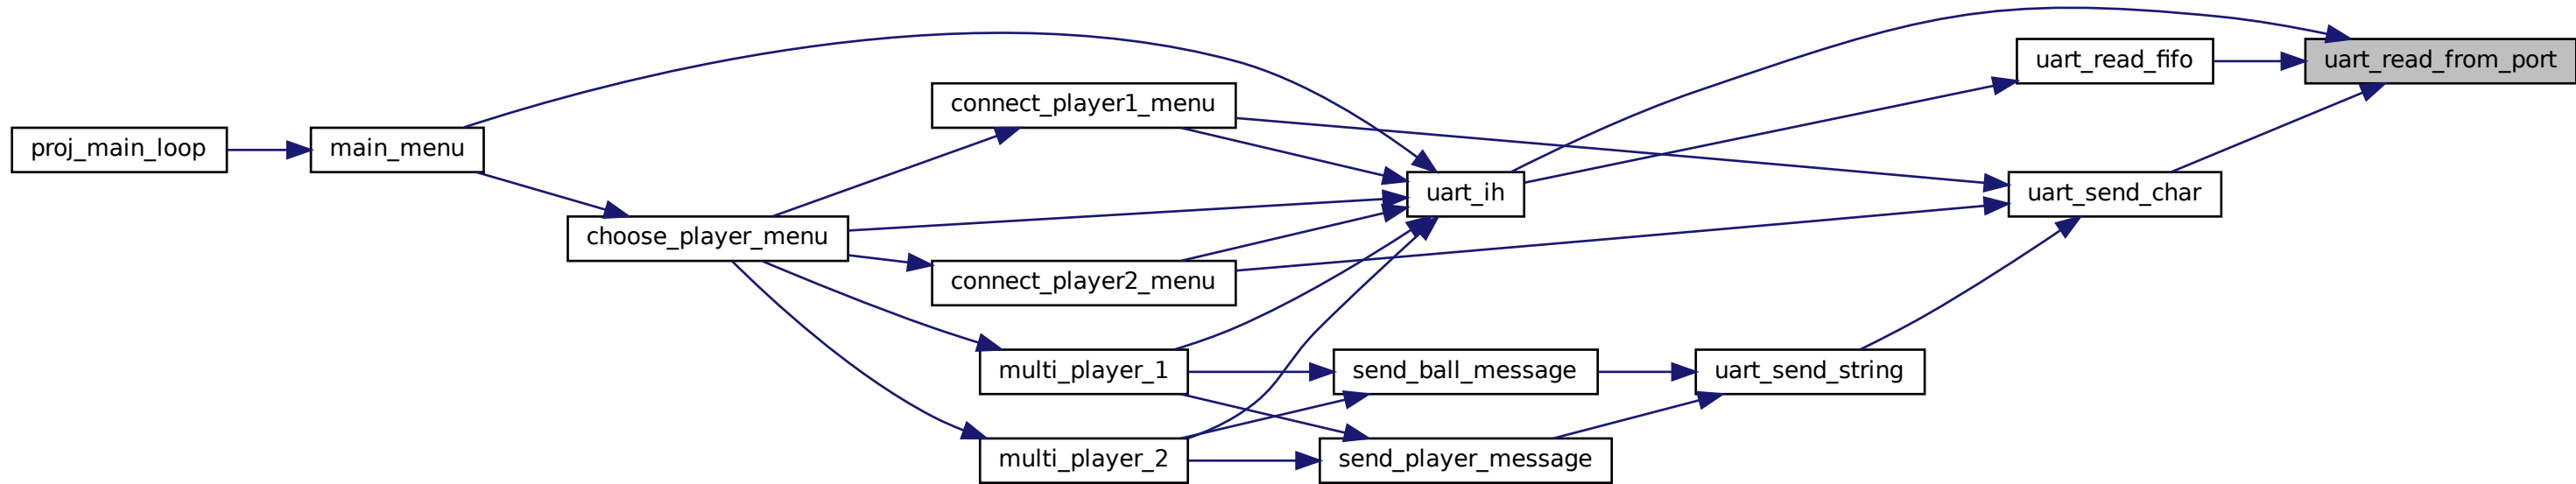 proj_main_loop
main_menu
choose_player_menu
connect_player1_menu
connect_player2_menu
multi_player_1
multi_player_2
uart_ih
send_ball_message
send_player_message
uart_send_string
uart_read_fifo
uart_send_char
uart_read_from_port